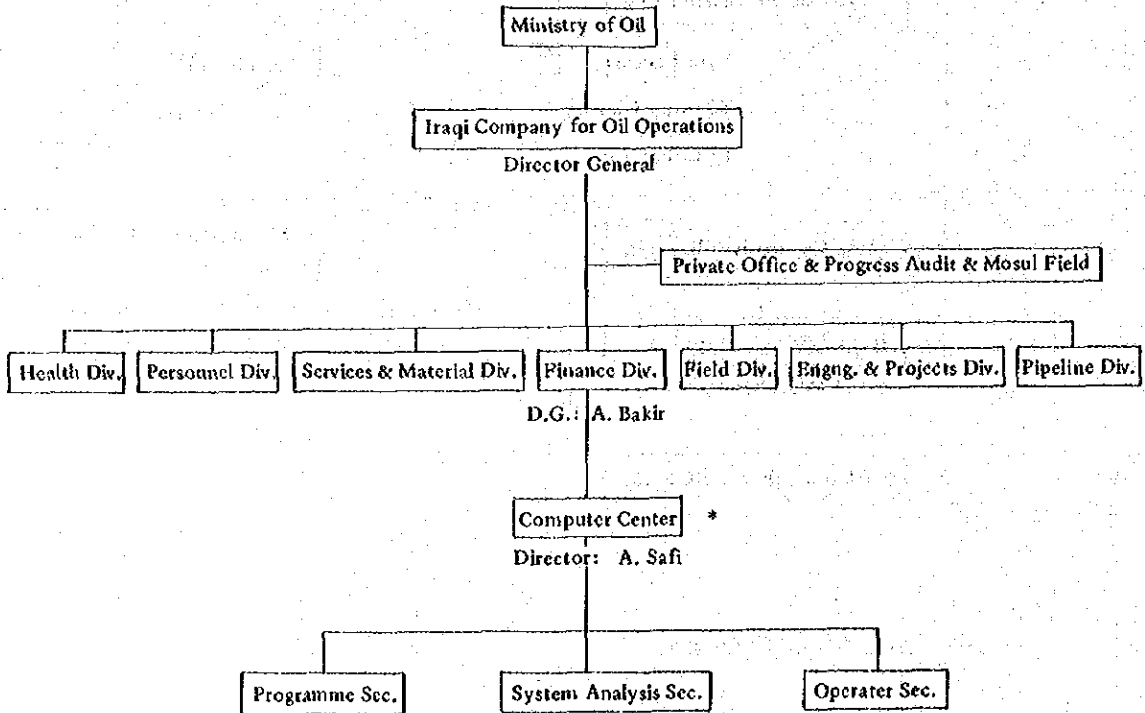 Ministry of Oil
Iraqi Company for Oil Operations
Director General
Private Office & Progress Audit & Mosul Field
Health Div.
Personnel Div.
Services & Material Div.
Finance Div.
Field Div.
Engng. & Projects Div.
Pipeline Div.
D.G.: A. Bakir
Computer Center *
Director: A. Safi
Programme Sec.
System Analysis Sec.
Operater Sec.